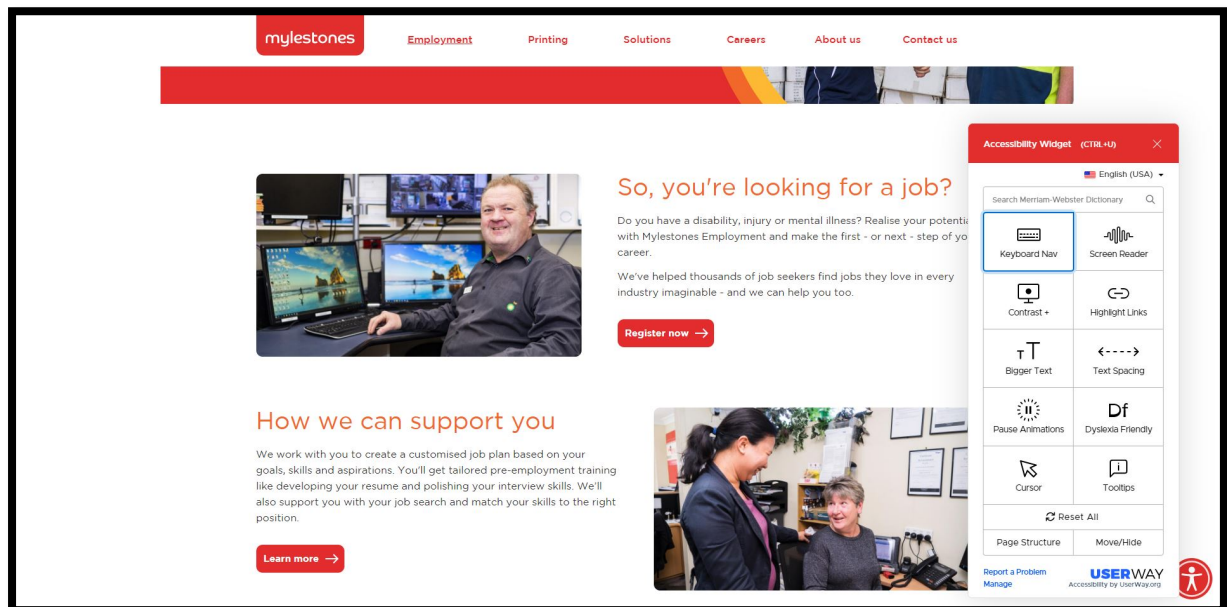 mylestones
Employment
Printing
Solutions
Careers
About us
Contact us
So, you're looking for a job?
Do you have a disability, injury or mental illness? Realise your potentia
with Mylestones Employment and make the first - or next - step of yo
career.
We've helped thousands of job seekers find jobs they love in every
industry imaginable - and we can help you too.
Register now →
How we can support you
We work with you to create a customised job plan based on your
goals, skills and aspirations. You'll get tailored pre-employment training
like developing your resume and polishing your interview skills. We'll
also support you with your job search and match your skills to the right
position.
Learn more →
Accessibility Widget (CTRL+U)
English (USA)
Search Merriam-Webster Dictionary
Keyboard Nav
Screen Reader
Contrast +
Highlight Links
TT
Bigger Text
Text Spacing
Pause Animations
Df
Dyslexia Friendly
Cursor
Tooltips
Reset All
Page Structure
Move/Hide
Report a Problem
Manage
USERWAY
Accessibility by UserWay.org